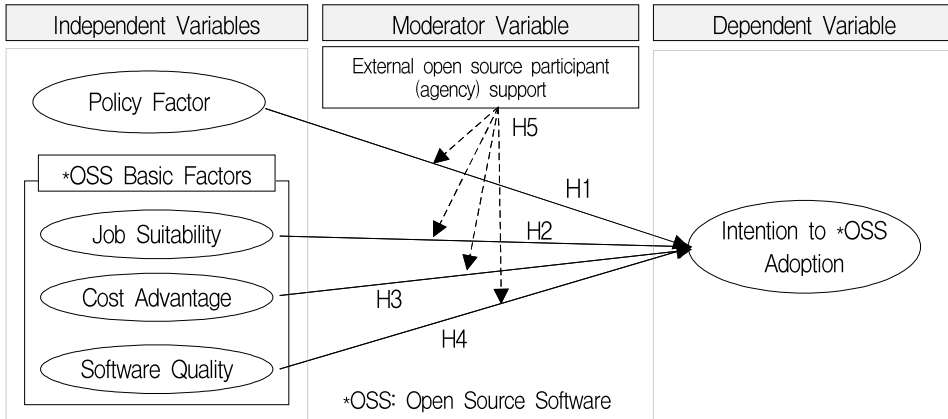 Independent Variables
Moderator Variable
Dependent Variable
External open source participant
(agency) support
Policy Factor
H5
*OSS Basic Factors
H1
Job Suitability
H2
Intention to *OSS
Adoption
Cost Advantage
H3
H4
Software Quality
*OSS: Open Source Software